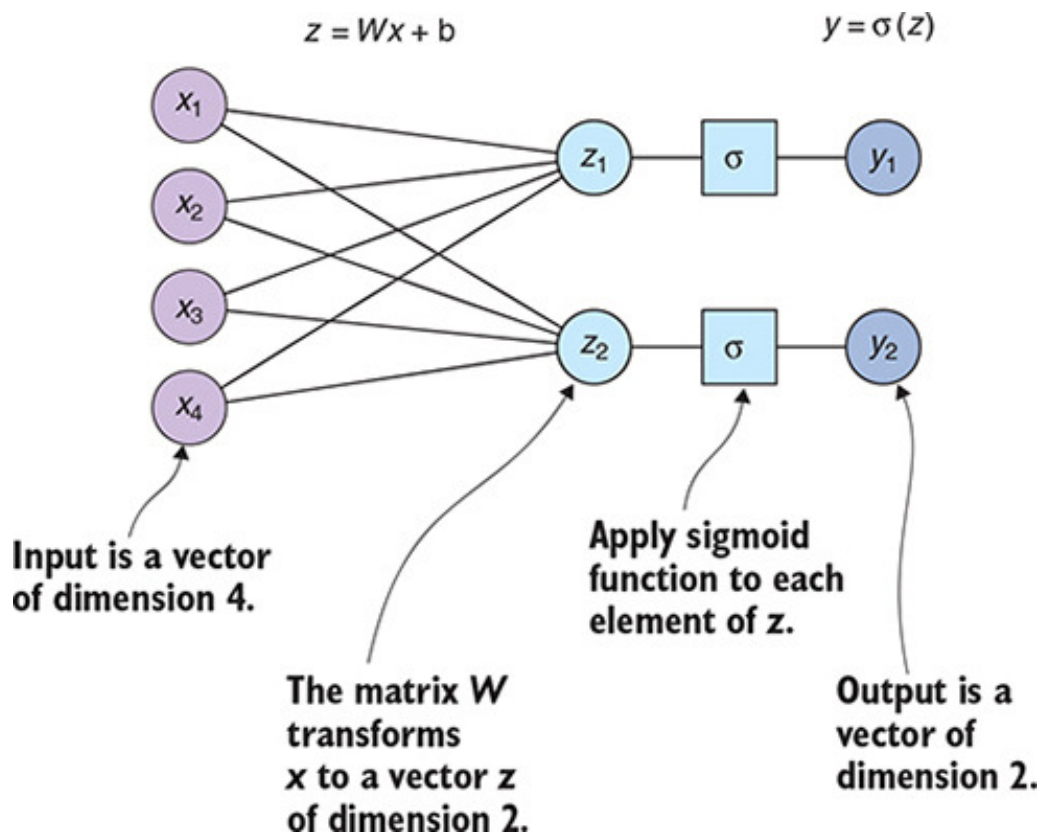 z = Wx + b
y = σ(z)
x₁
x₂
x₃
x₄
z₁
σ
y₁
z₂
σ
y₂
Input is a vector
of dimension 4.
The matrix W
transforms
x to a vector z
of dimension 2.
Apply sigmoid
function to each
element of z.
Output is a
vector of
dimension 2.